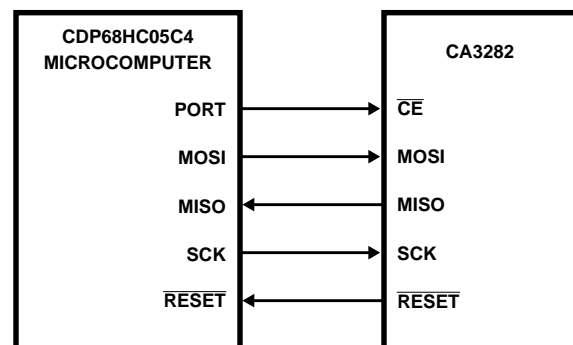 CDP68HC05C4
MICROCOMPUTER
CA3282
PORT
CE
MOSI
MOSI
MISO
MISO
SCK
SCK
RESET
RESET